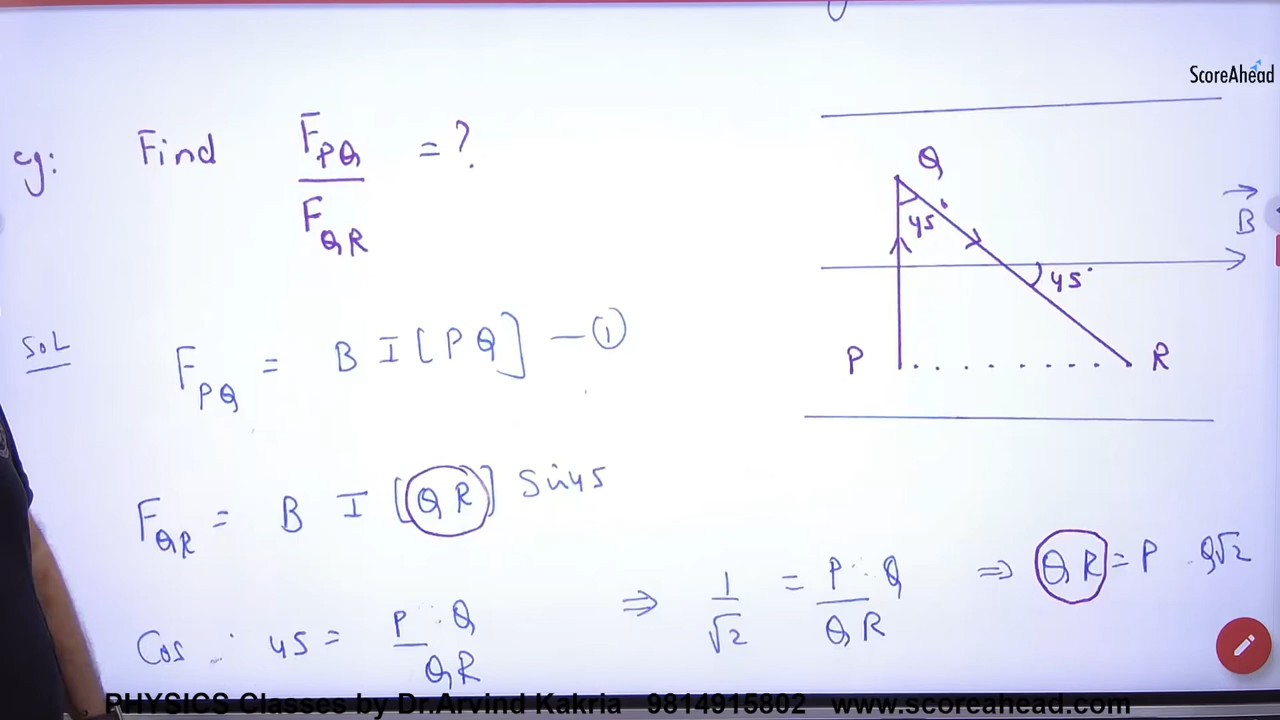 ScoreAhead
eg: Find F_PQ / F_QR = ?
Q
45°
B
45°
P R
Sol
F_PQ = B I [PQ] — ①
F_QR = B I [QR] Sin45
Cos 45 = PQ / QR ⇒ 1/√2 = PQ / QR ⇒ QR = PQ√2
PHYSICS Classes by Dr.Arvind Kakria 9814915802 www.scoreahead.com